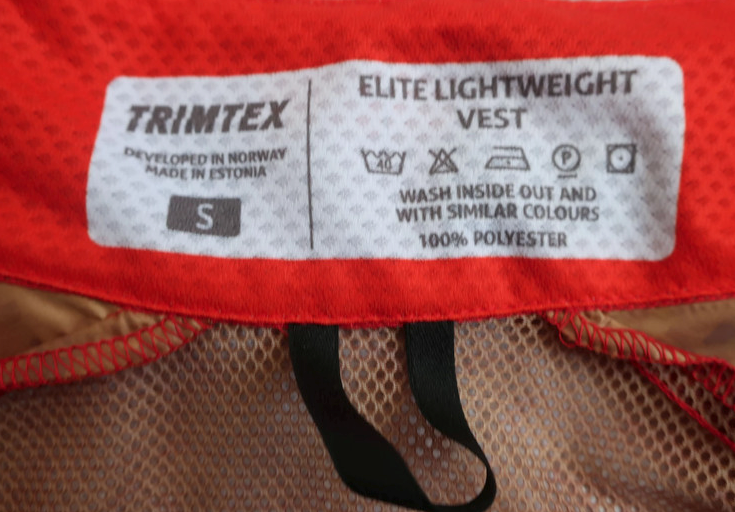 TRIMTEX
DEVELOPED IN NORWAY
MADE IN ESTONIA
S
ELITE LIGHTWEIGHT
VEST
40
P
WASH INSIDE OUT AND
WITH SIMILAR COLOURS
100% POLYESTER